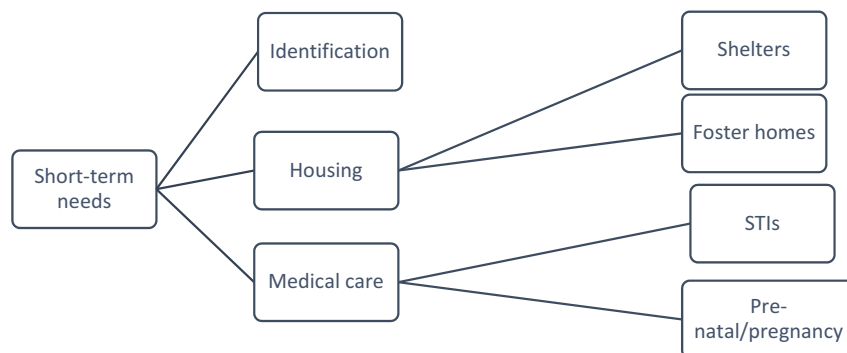 Identification
Shelters
Foster homes
Short-term
needs
Housing
STIs
Medical care
Pre-
natal/pregnancy